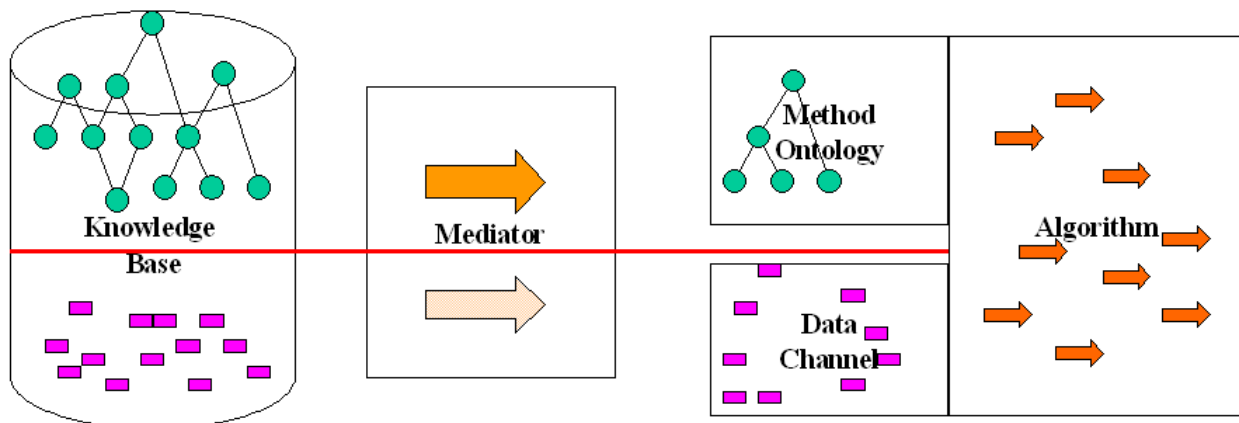 Knowledge
Base
Mediator
Method
Ontology
Data
Channel
Algorithm